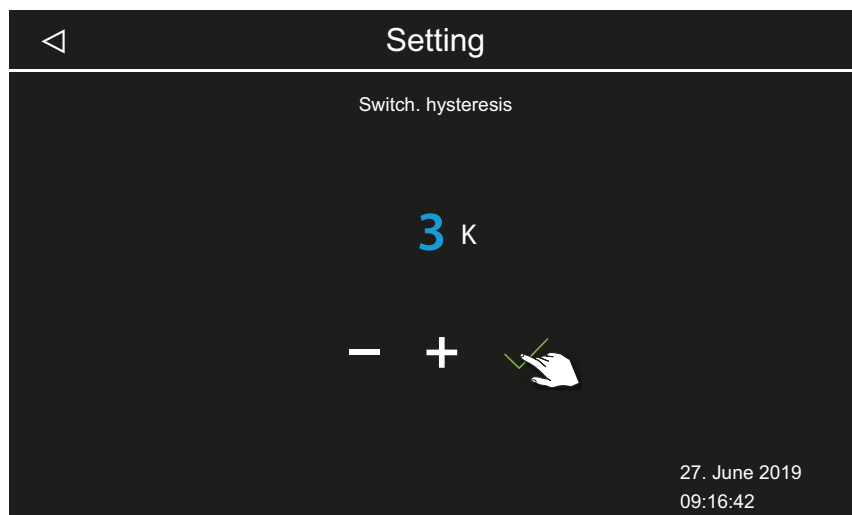 Setting
Switch. hysteresis
3 K
27. June 2019
09:16:42